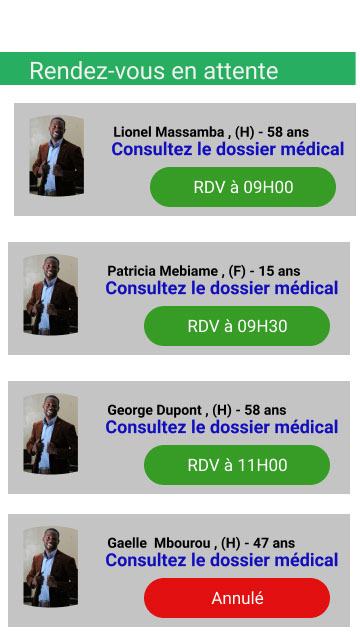 Rendez-vous en attente
Lionel Massamba , (H) - 58 ans
Consultez le dossier médical
RDV à 09H00
Patricia Mebiame , (F) - 15 ans
Consultez le dossier médical
RDV à 09H30
George Dupont , (H) - 58 ans
Consultez le dossier médical
RDV à 11H00
Gaelle Mbourou , (H) - 47 ans
Consultez le dossier médical
Annulé